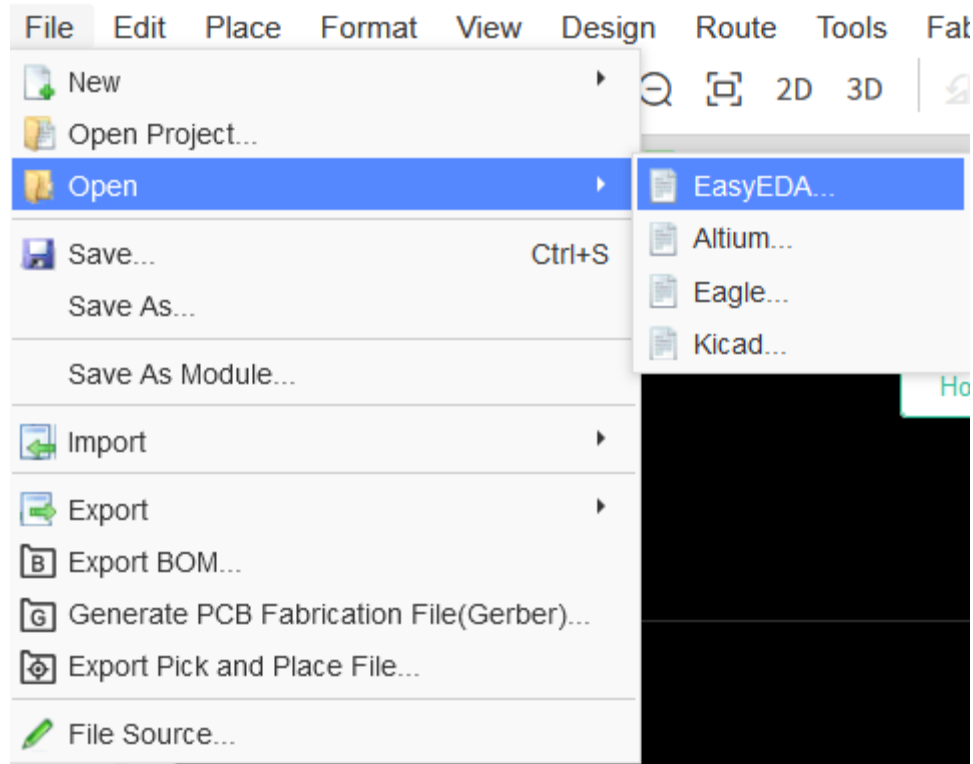 File Edit Place Format View Design Route Tools Fab
New
2D 3D
Open Project...
Open
EasyEDA...
Save... Ctrl+S
Altium...
Save As...
Eagle...
Kicad...
Save As Module...
Ho
Import
Export
B Export BOM...
G Generate PCB Fabrication File(Gerber)...
Export Pick and Place File...
File Source...